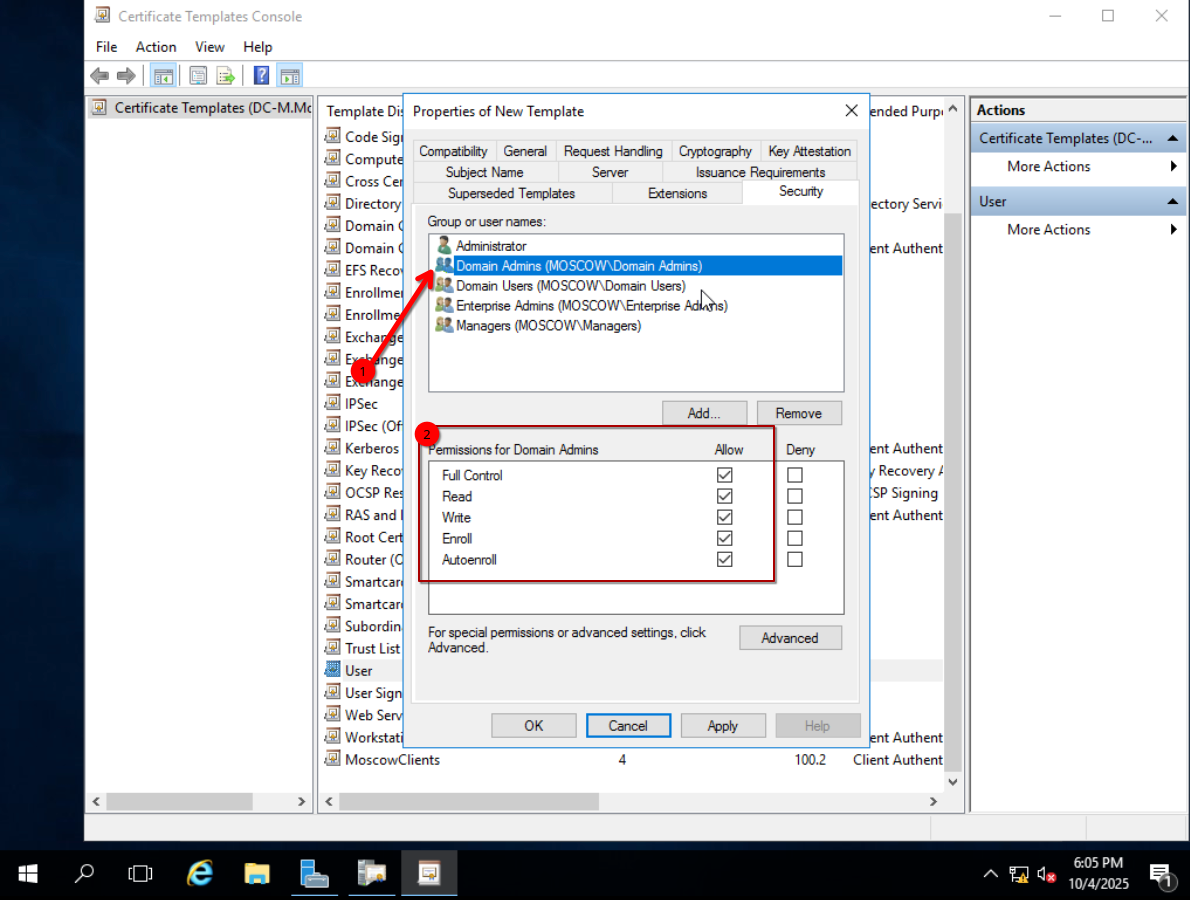 Certificate Templates Console
File Action View Help
Certificate Templates (DC-M.Mc
Template Dis
ended Purp
Code Sig
Compute
Cross Cer
Directory
ectory Servi
Domain C
Domain C
ent Authent
EFS Recov
Enrollmen
Enrollme
Exchange
Exchange
Exchange
IPSec
IPSec (Of
Kerberos
ent Authent
Key Reco
y Recovery A
OCSP Res
CSP Signing
RAS and I
ent Authent
Root Cert
Router (O
Smartcard
Smartcard
Subordin
Trust List
User
User Sign
Web Serv
Workstati
ent Authent
MoscowClients 4 100.2 Client Authent
Properties of New Template
Compatibility General Request Handling Cryptography Key Attestation
Subject Name Server Issuance Requirements
Superseded Templates Extensions Security
Group or user names:
Administrator
Domain Admins (MOSCOW\Domain Admins)
Domain Users (MOSCOW\Domain Users)
Enterprise Admins (MOSCOW\Enterprise Admins)
Managers (MOSCOW\Managers)
1
Add... Remove
2
Permissions for Domain Admins Allow Deny
Full Control
Read
Write
Enroll
Autoenroll
For special permissions or advanced settings, click
Advanced.
Advanced
OK Cancel Apply Help
Actions
Certificate Templates (DC-...
More Actions
User
More Actions
6:05 PM
10/4/2025
1